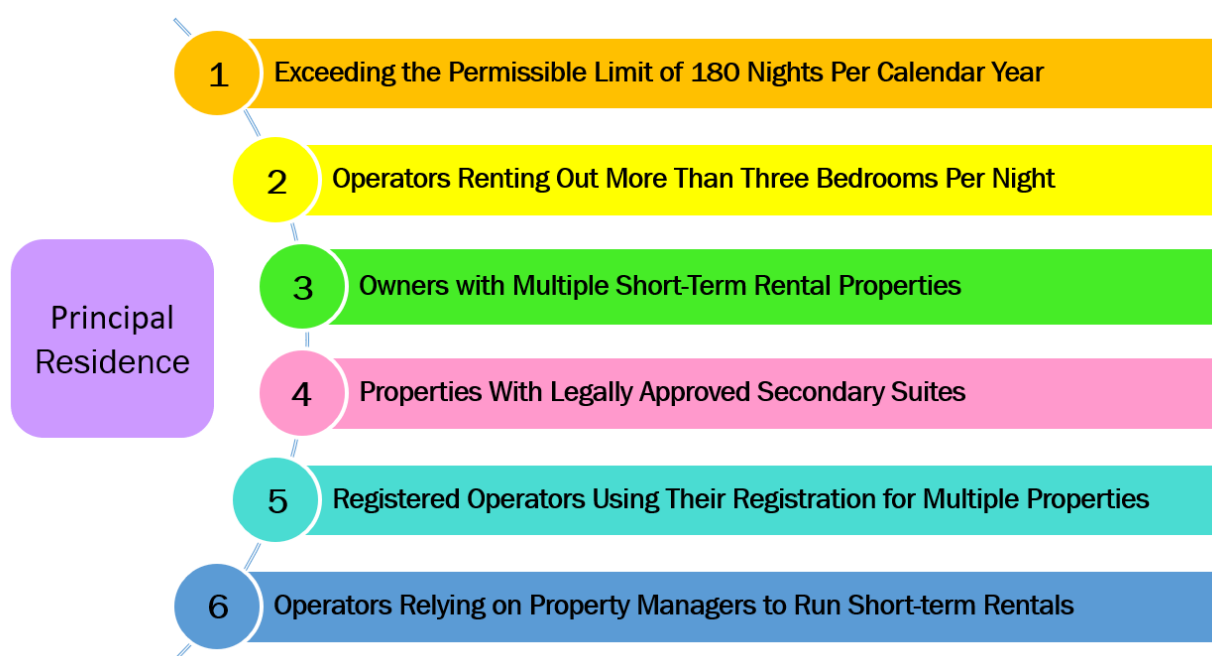 1 Exceeding the Permissible Limit of 180 Nights Per Calendar Year
2 Operators Renting Out More Than Three Bedrooms Per Night
3 Owners with Multiple Short-Term Rental Properties
Principal
Residence
4 Properties With Legally Approved Secondary Suites
5 Registered Operators Using Their Registration for Multiple Properties
6 Operators Relying on Property Managers to Run Short-term Rentals